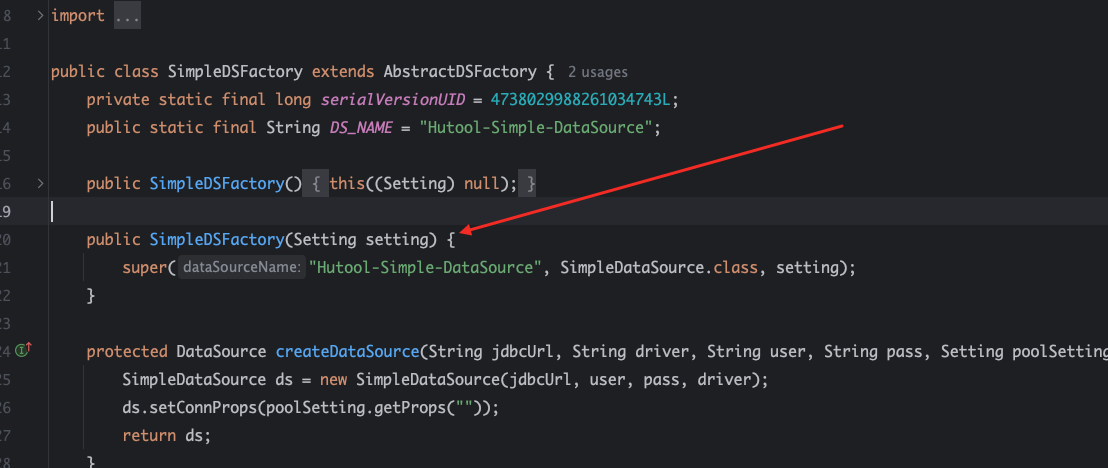 8 import ...
11
12 public class SimpleDSFactory extends AbstractDSFactory { 2 usages
13 private static final long serialVersionUID = 4738029988261034743L;
14 public static final String DS_NAME = "Hutool-Simple-DataSource";
15
16 public SimpleDSFactory() { this((Setting) null); }
19
20 public SimpleDSFactory(Setting setting) {
21 super( dataSourceName: "Hutool-Simple-DataSource", SimpleDataSource.class, setting);
22 }
23
24 protected DataSource createDataSource(String jdbcUrl, String driver, String user, String pass, Setting poolSetting
25 SimpleDataSource ds = new SimpleDataSource(jdbcUrl, user, pass, driver);
26 ds.setConnProps(poolSetting.getProps(""));
27 return ds;
28 }